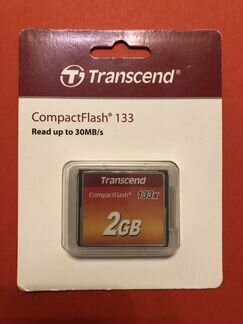 Transcend®
CompactFlash® 133
Read up to 30MB/s
Transcend
CompactFlash® 133x
2GB